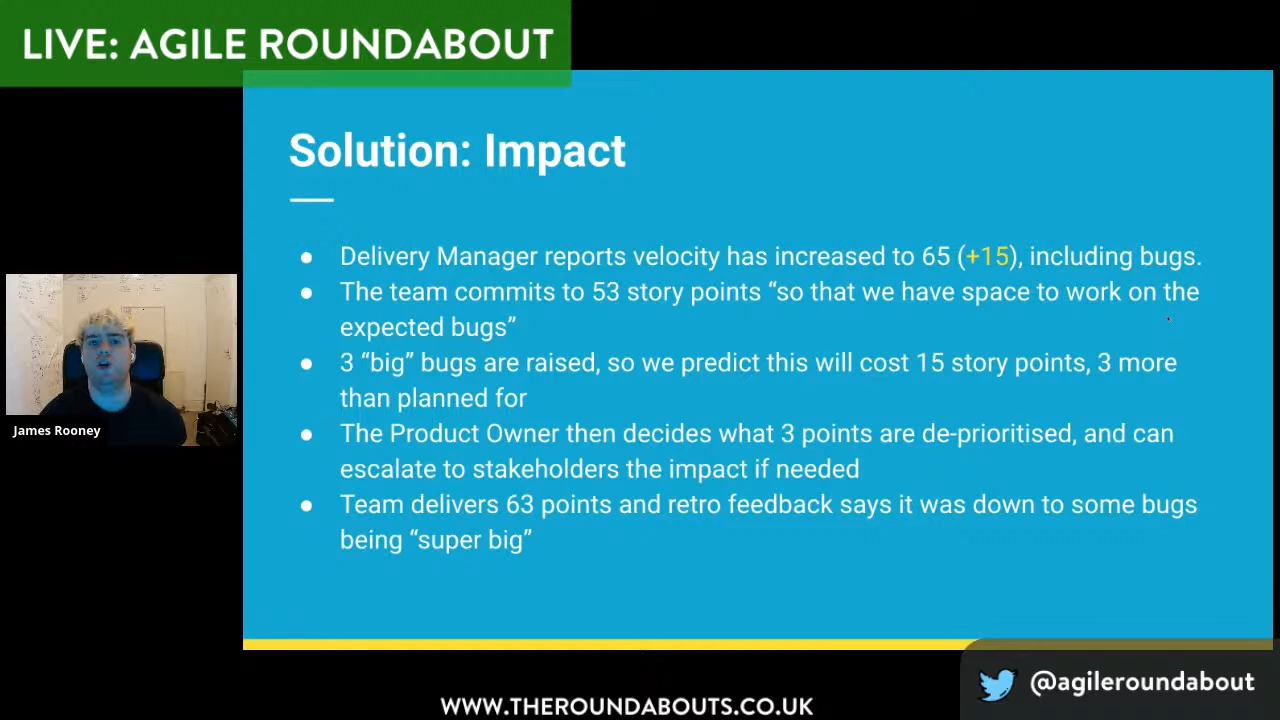 LIVE: AGILE ROUNDABOUT
Solution: Impact
● Delivery Manager reports velocity has increased to 65 (+15), including bugs.
● The team commits to 53 story points “so that we have space to work on the
expected bugs”
● 3 “big” bugs are raised, so we predict this will cost 15 story points, 3 more
than planned for
● The Product Owner then decides what 3 points are de-prioritised, and can
escalate to stakeholders the impact if needed
● Team delivers 63 points and retro feedback says it was down to some bugs
being “super big”
James Rooney
@agileroundabout
WWW.THEROUNDABOUTS.CO.UK